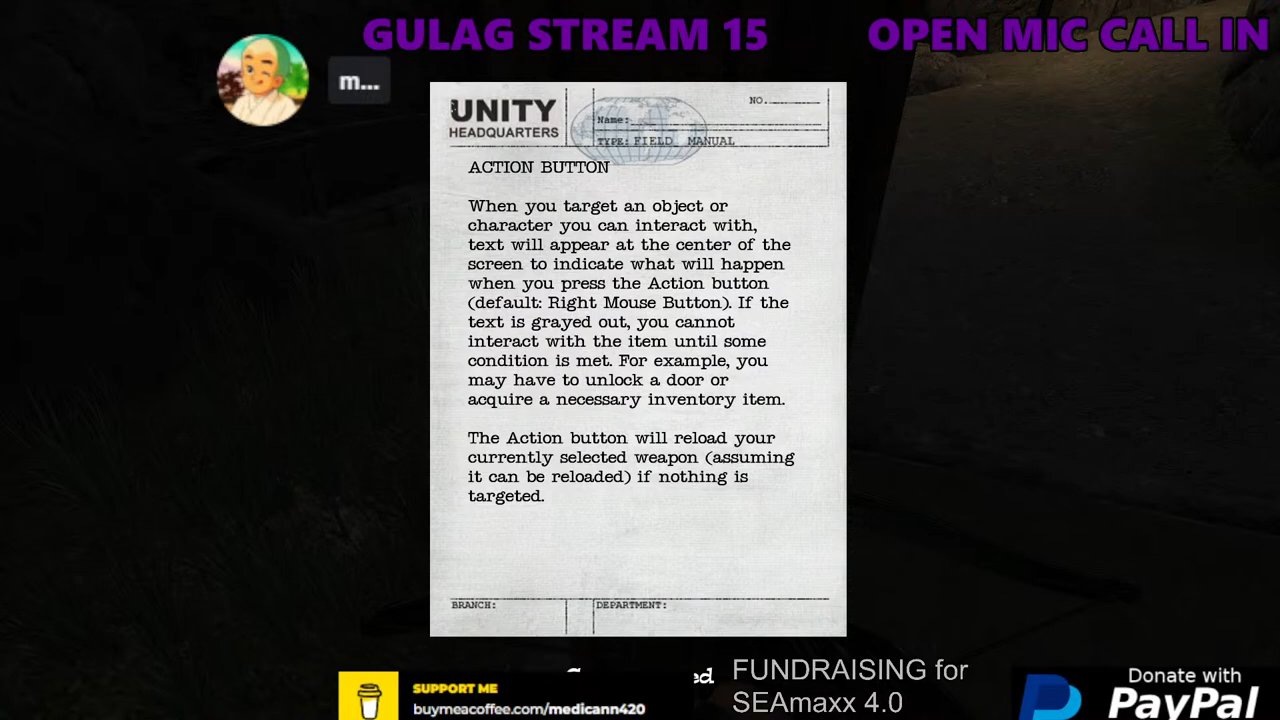 GULAG STREAM 15 OPEN MIC CALL IN
m...
UNITY
HEADQUARTERS
NO.
Name:
TYPE: FIELD MANUAL
ACTION BUTTON
When you target an object or
character you can interact with,
text will appear at the center of the
screen to indicate what will happen
when you press the Action button
(default: Right Mouse Button). If the
text is grayed out, you cannot
interact with the item until some
condition is met. For example, you
may have to unlock a door or
acquire a necessary inventory item.
The Action button will reload your
currently selected weapon (assuming
it can be reloaded) if nothing is
targeted.
BRANCH:
DEPARTMENT:
SUPPORT ME
buymeacoffee.com/medicann420
FUNDRAISING for
SEAmaxx 4.0
Donate with
PayPal